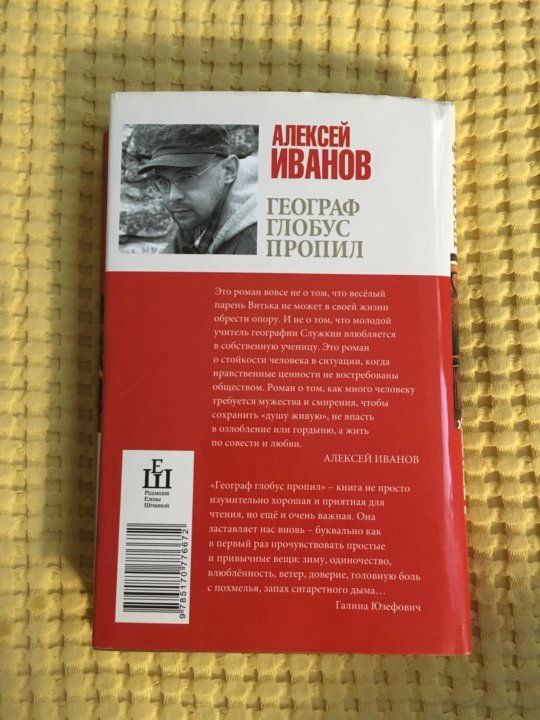 АЛЕКСЕЙ
ИВАНОВ
ГЕОГРАФ
ГЛОБУС
ПРОПИЛ
Это роман вовсе не о том, что весёлый
парень Витька не может в своей жизни
обрести опору. И не о том, что молодой
учитель географии Служкин влюбляется
в собственную ученицу. Это роман
о стойкости человека в ситуации, когда
нравственные ценности не востребованы
обществом. Роман о том, как много человеку
требуется мужества и смирения, чтобы
сохранить «душу живую», не впасть
в озлобление или гордыню, а жить
по совести и любви.
АЛЕКСЕЙ ИВАНОВ
«Географ глобус пропил» – книга не просто
изумительно хорошая и приятная для
чтения, но ещё и очень важная. Она
заставляет нас вновь – буквально как
в первый раз прочувствовать простые
и привычные вещи: зиму, одиночество,
влюблённость, ветер, доверие, головную боль
с похмелья, запах сигаретного дыма…
Галина Юзефович
ЕШ
Редакция
Елены
Шубиной
9 785170 776672